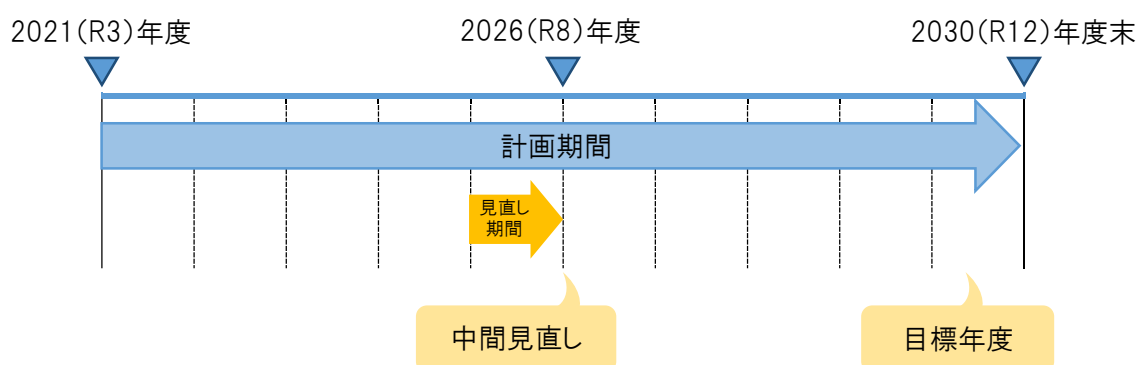 2021(R3)年度
2026(R8)年度
2030(R12)年度末
計画期間
見直し
期間
中間見直し
目標年度